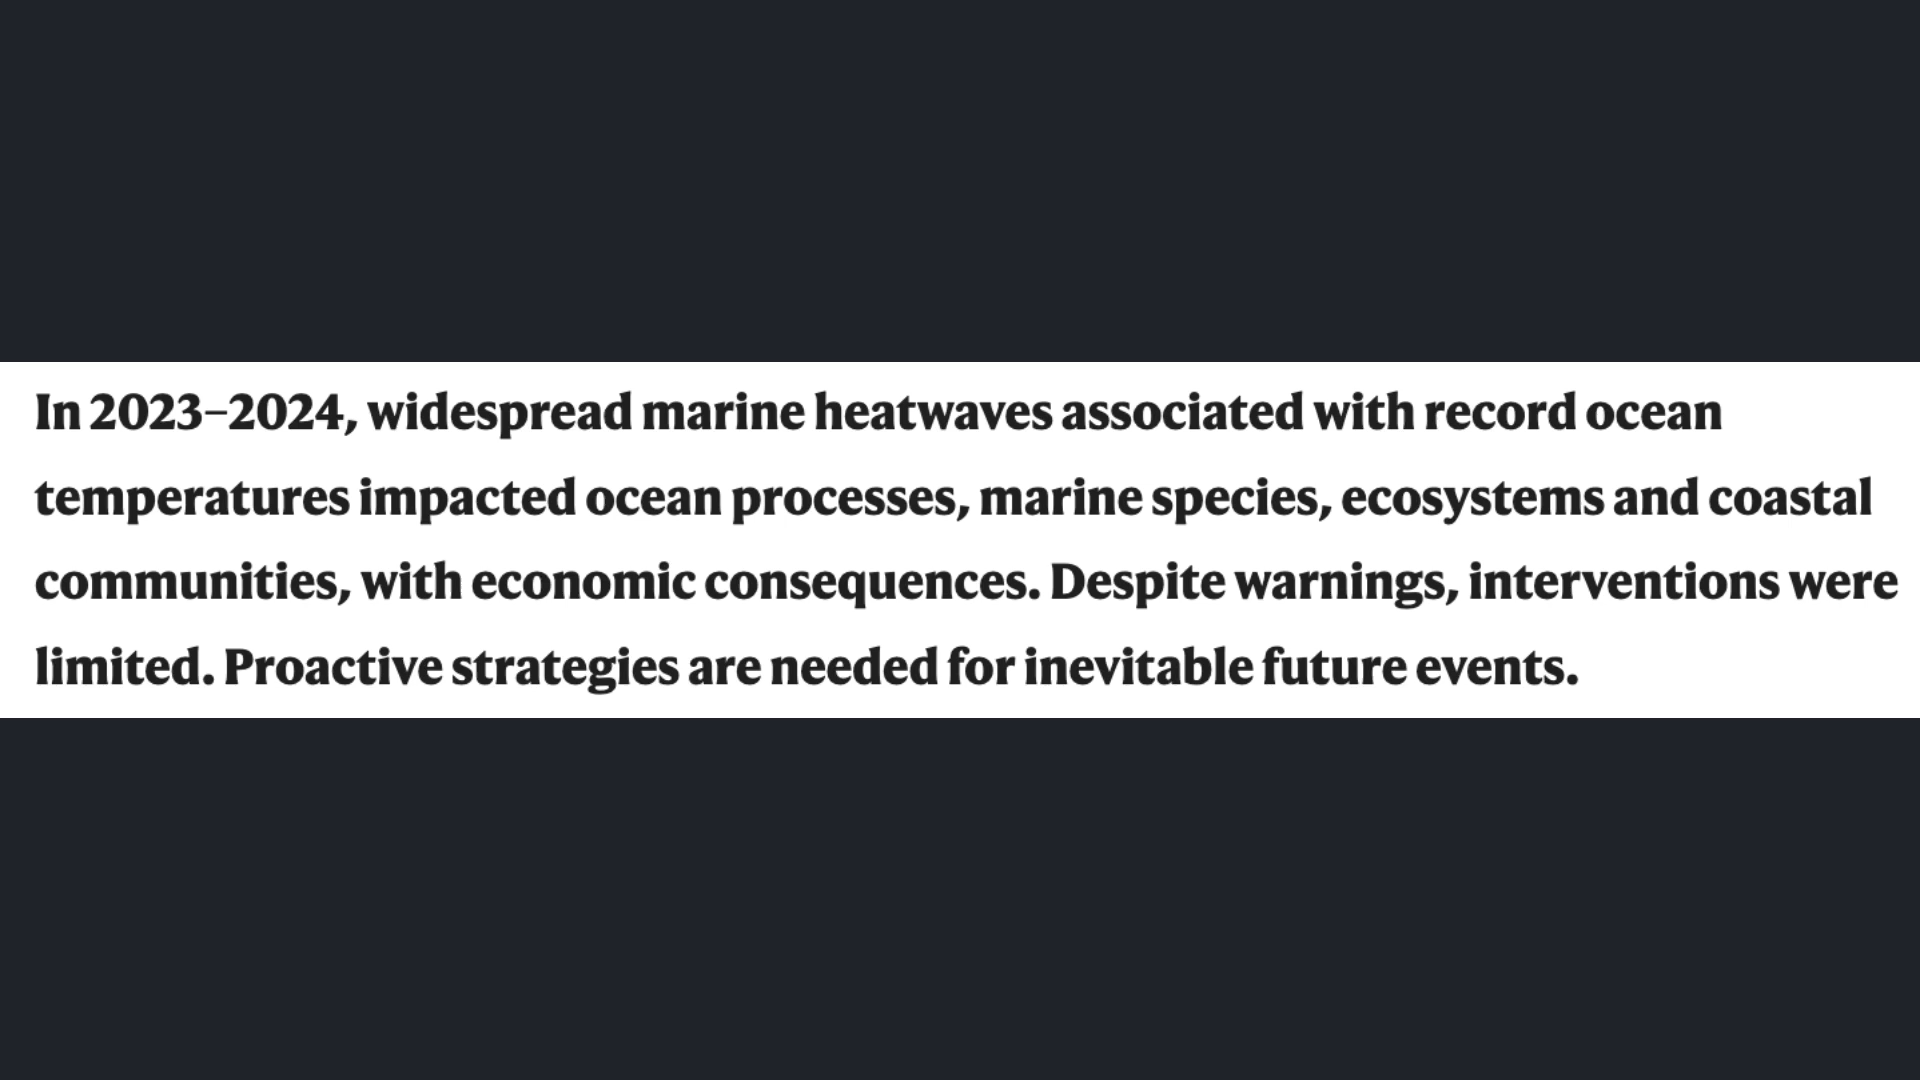 In 2023–2024, widespread marine heatwaves associated with record ocean
temperatures impacted ocean processes, marine species, ecosystems and coastal
communities, with economic consequences. Despite warnings, interventions were
limited. Proactive strategies are needed for inevitable future events.